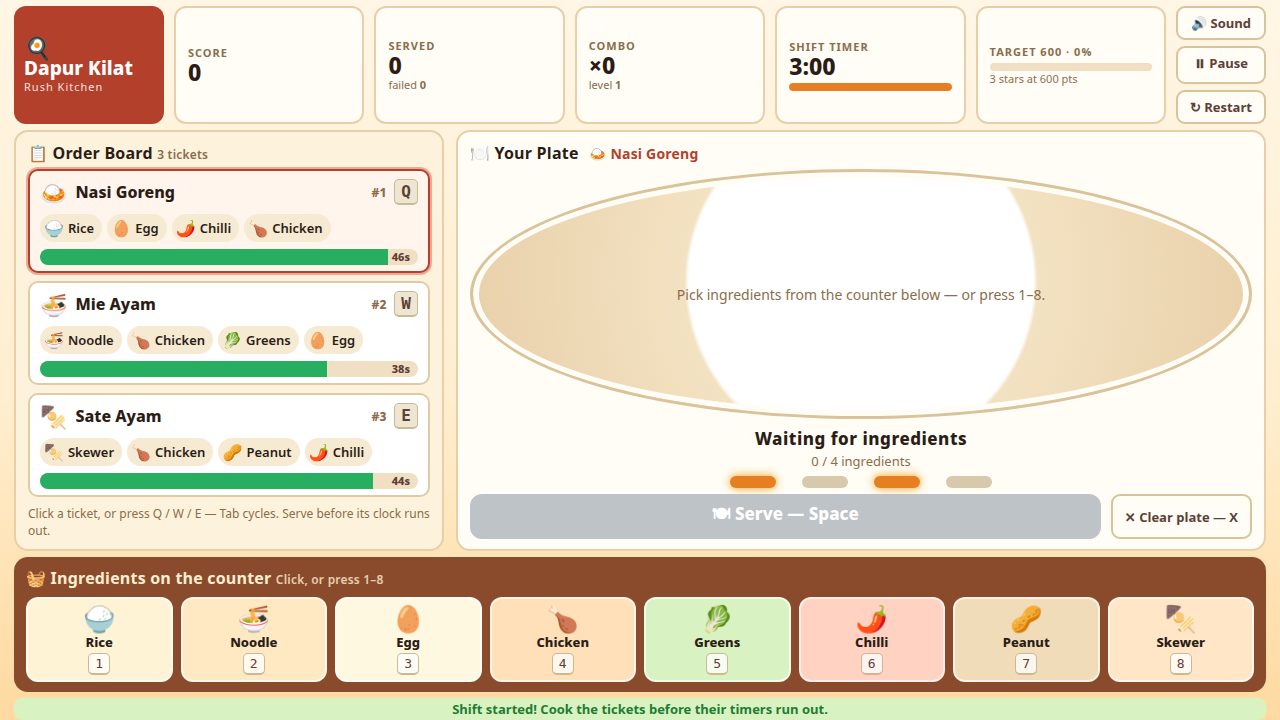 Dapur Kilat
Rush Kitchen
SCORE
0
SERVED
0
failed 0
COMBO
×0
level 1
SHIFT TIMER
3:00
TARGET 600 · 0%
3 stars at 600 pts
🔊 Sound
⏸ Pause
↻ Restart
📋 Order Board 3 tickets
Nasi Goreng #1 Q
Rice Egg Chilli Chicken
46s
Mie Ayam #2 W
Noodle Chicken Greens Egg
38s
Sate Ayam #3 E
Skewer Chicken Peanut Chilli
44s
Click a ticket, or press Q / W / E — Tab cycles. Serve before its clock runs
out.
🍽️ Your Plate Nasi Goreng
Pick ingredients from the counter below — or press 1–8.
Waiting for ingredients
0 / 4 ingredients
🍽 Serve — Space
✕ Clear plate — X
Ingredients on the counter Click, or press 1–8
Rice Noodle Egg Chicken Greens Chilli Peanut Skewer
1 2 3 4 5 6 7 8
Shift started! Cook the tickets before their timers run out.